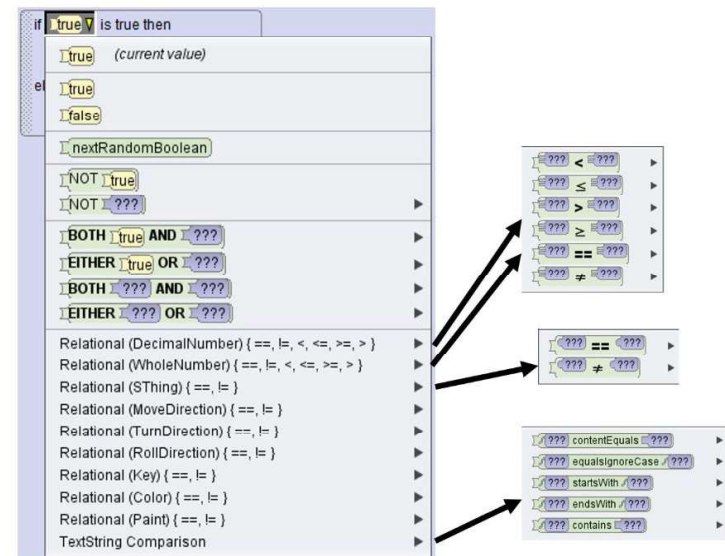 if true is true then
true (current value)
el
true
false
nextRandomBoolean
NOT true
NOT ???
BOTH true AND ???
EITHER true OR ???
BOTH ??? AND ???
EITHER ??? OR ???
Relational (DecimalNumber) { ==, !=, <, <=, >=, > }
Relational (WholeNumber) { ==, !=, <, <=, >=, > }
Relational (SThing) { ==, != }
Relational (MoveDirection) { ==, != }
Relational (TurnDirection) { ==, != }
Relational (RollDirection) { ==, != }
Relational (Key) { ==, != }
Relational (Color) { ==, != }
Relational (Paint) { ==, != }
TextString Comparison
??? < ???
??? ≤ ???
??? > ???
??? ≥ ???
??? == ???
??? ≠ ???
??? == ???
??? ≠ ???
??? contentEquals ???
??? equalsIgnoreCase ???
??? startsWith ???
??? endsWith ???
??? contains ???